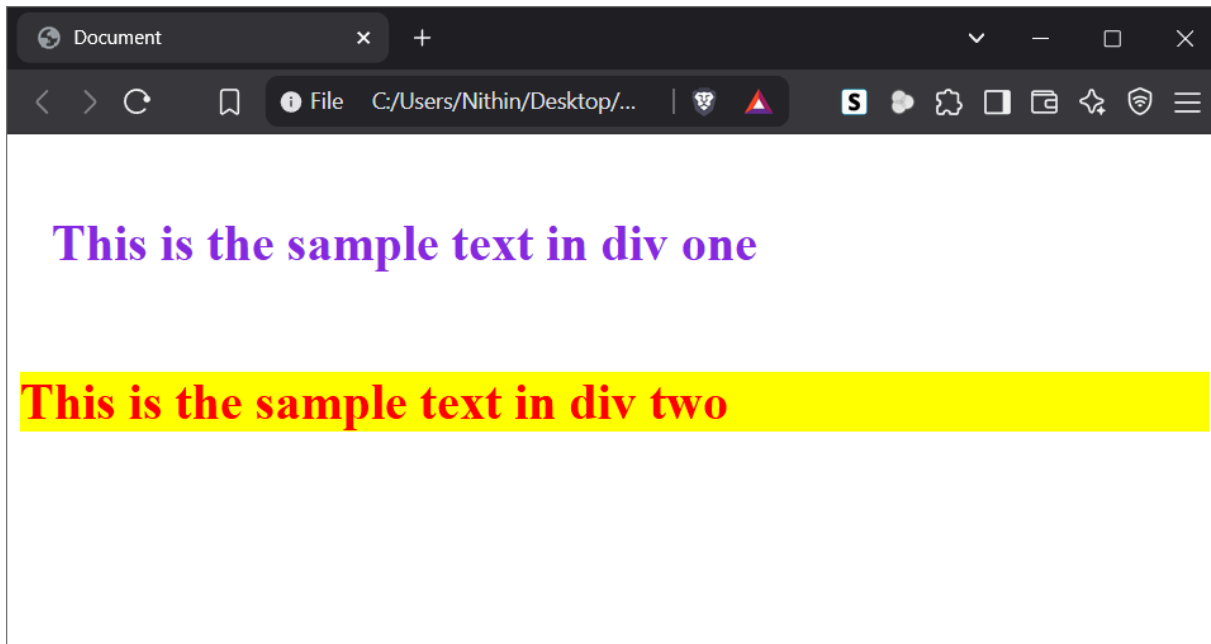 Document
File C:/Users/Nithin/Desktop/...
S
This is the sample text in div one
This is the sample text in div two